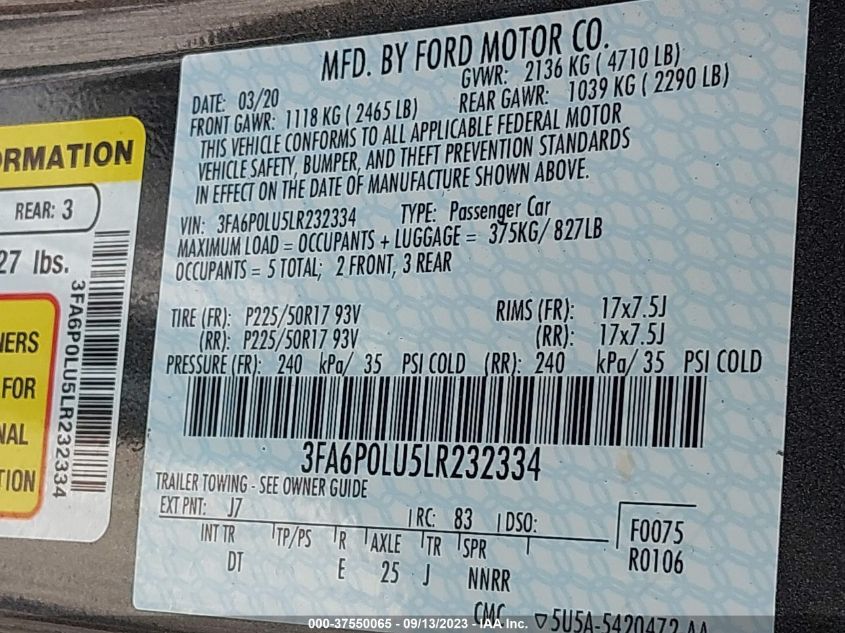 MFD. BY FORD MOTOR CO.
DATE: 03/20
GVWR: 2136 KG ( 4710 LB)
FRONT GAWR: 1118 KG ( 2465 LB)
REAR GAWR: 1039 KG ( 2290 LB)
THIS VEHICLE CONFORMS TO ALL APPLICABLE FEDERAL MOTOR
VEHICLE SAFETY, BUMPER, AND THEFT PREVENTION STANDARDS
IN EFFECT ON THE DATE OF MANUFACTURE SHOWN ABOVE.
VIN: 3FA6P0LU5LR232334 TYPE: Passenger Car
MAXIMUM LOAD = OCCUPANTS + LUGGAGE = 375KG/ 827LB
OCCUPANTS = 5 TOTAL; 2 FRONT, 3 REAR
TIRE (FR): P225/50R17 93V RIMS (FR): 17x7.5J
(RR): P225/50R17 93V (RR): 17x7.5J
PRESSURE (FR): 240 kPa/ 35 PSI COLD (RR): 240 kPa/ 35 PSI COLD
3FA6P0LU5LR232334
TRAILER TOWING - SEE OWNER GUIDE
EXT PNT: J7 RC: 83 DSO:
INT TR TP/PS R AXLE TR SPR
DT E 25 J NNRR
F0075
R0106
CMC ▽5U5A-5420472 AA
ORMATION
REAR: 3
27 lbs.
3FA6P0LU5LR232334
NERS
FOR
NAL
TION
000-37550065 - 09/13/2023 - IAA Inc.